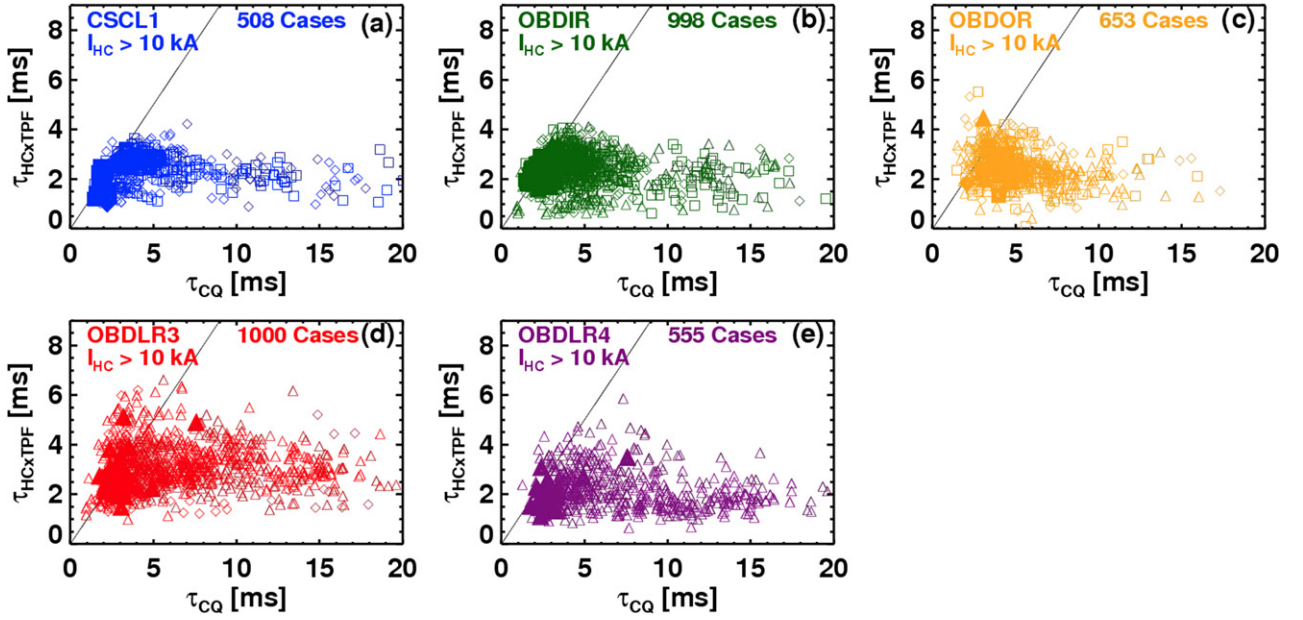 CSCL1 508 Cases (a)
I_HC > 10 kA
8
6
4
2
0
τ_HCxTPF [ms]
0 5 10 15 20
τ_CQ [ms]
OBDIR 998 Cases (b)
I_HC > 10 kA
8
6
4
2
0
τ_HCxTPF [ms]
0 5 10 15 20
τ_CQ [ms]
OBDOR 653 Cases (c)
I_HC > 10 kA
8
6
4
2
0
τ_HCxTPF [ms]
0 5 10 15 20
τ_CQ [ms]
OBDLR3 1000 Cases (d)
I_HC > 10 kA
8
6
4
2
0
τ_HCxTPF [ms]
0 5 10 15 20
τ_CQ [ms]
OBDLR4 555 Cases (e)
I_HC > 10 kA
8
6
4
2
0
τ_HCxTPF [ms]
0 5 10 15 20
τ_CQ [ms]